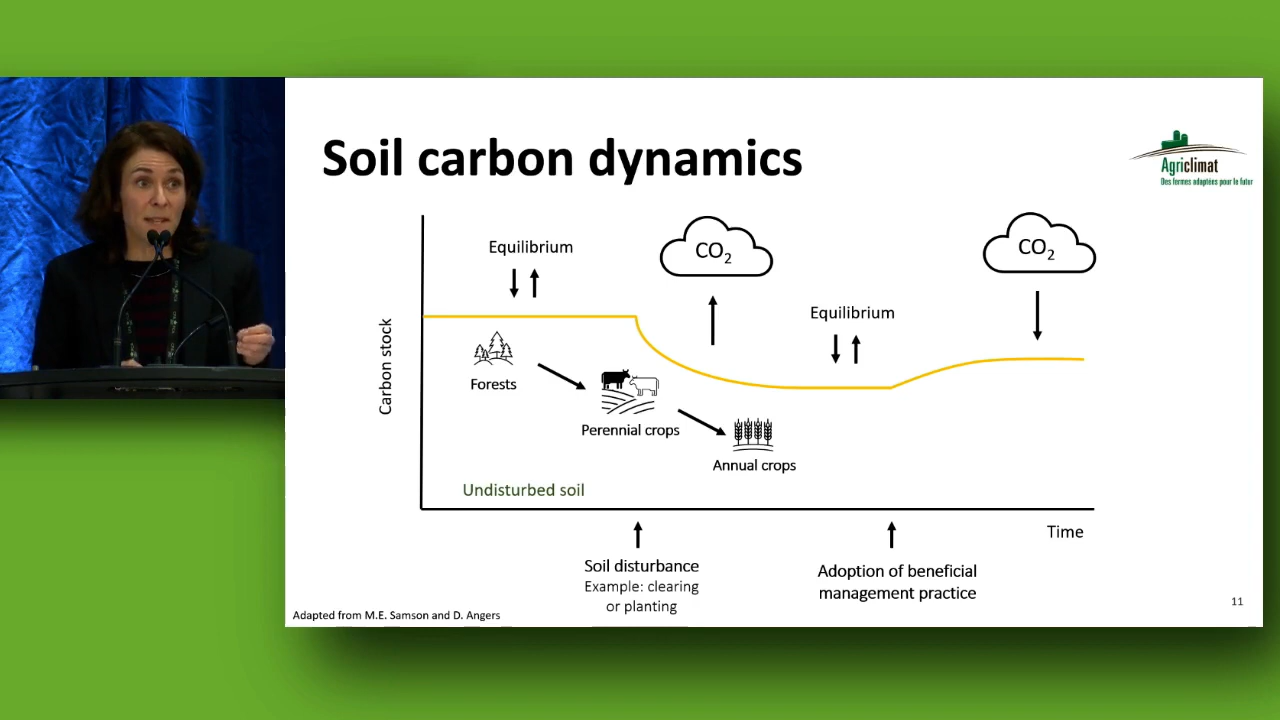 Soil carbon dynamics
Agriclimat
Des fermes adaptées pour le futur
Equilibrium
CO₂
CO₂
Equilibrium
Carbon stock
Forests
Perennial crops
Annual crops
Undisturbed soil
Time
Soil disturbance
Example: clearing
or planting
Adoption of beneficial
management practice
Adapted from M.E. Samson and D. Angers
11